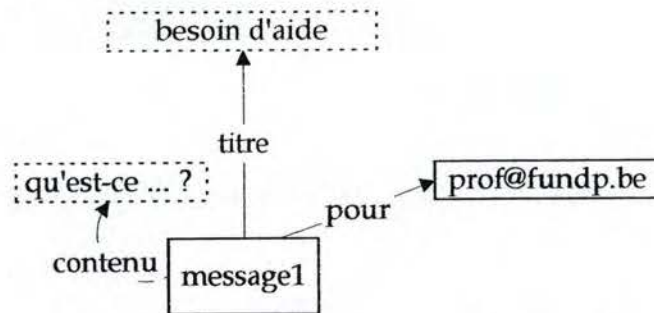 besoin d'aide
titre
qu'est-ce ... ?
prof@fundp.be
pour
contenu
message1